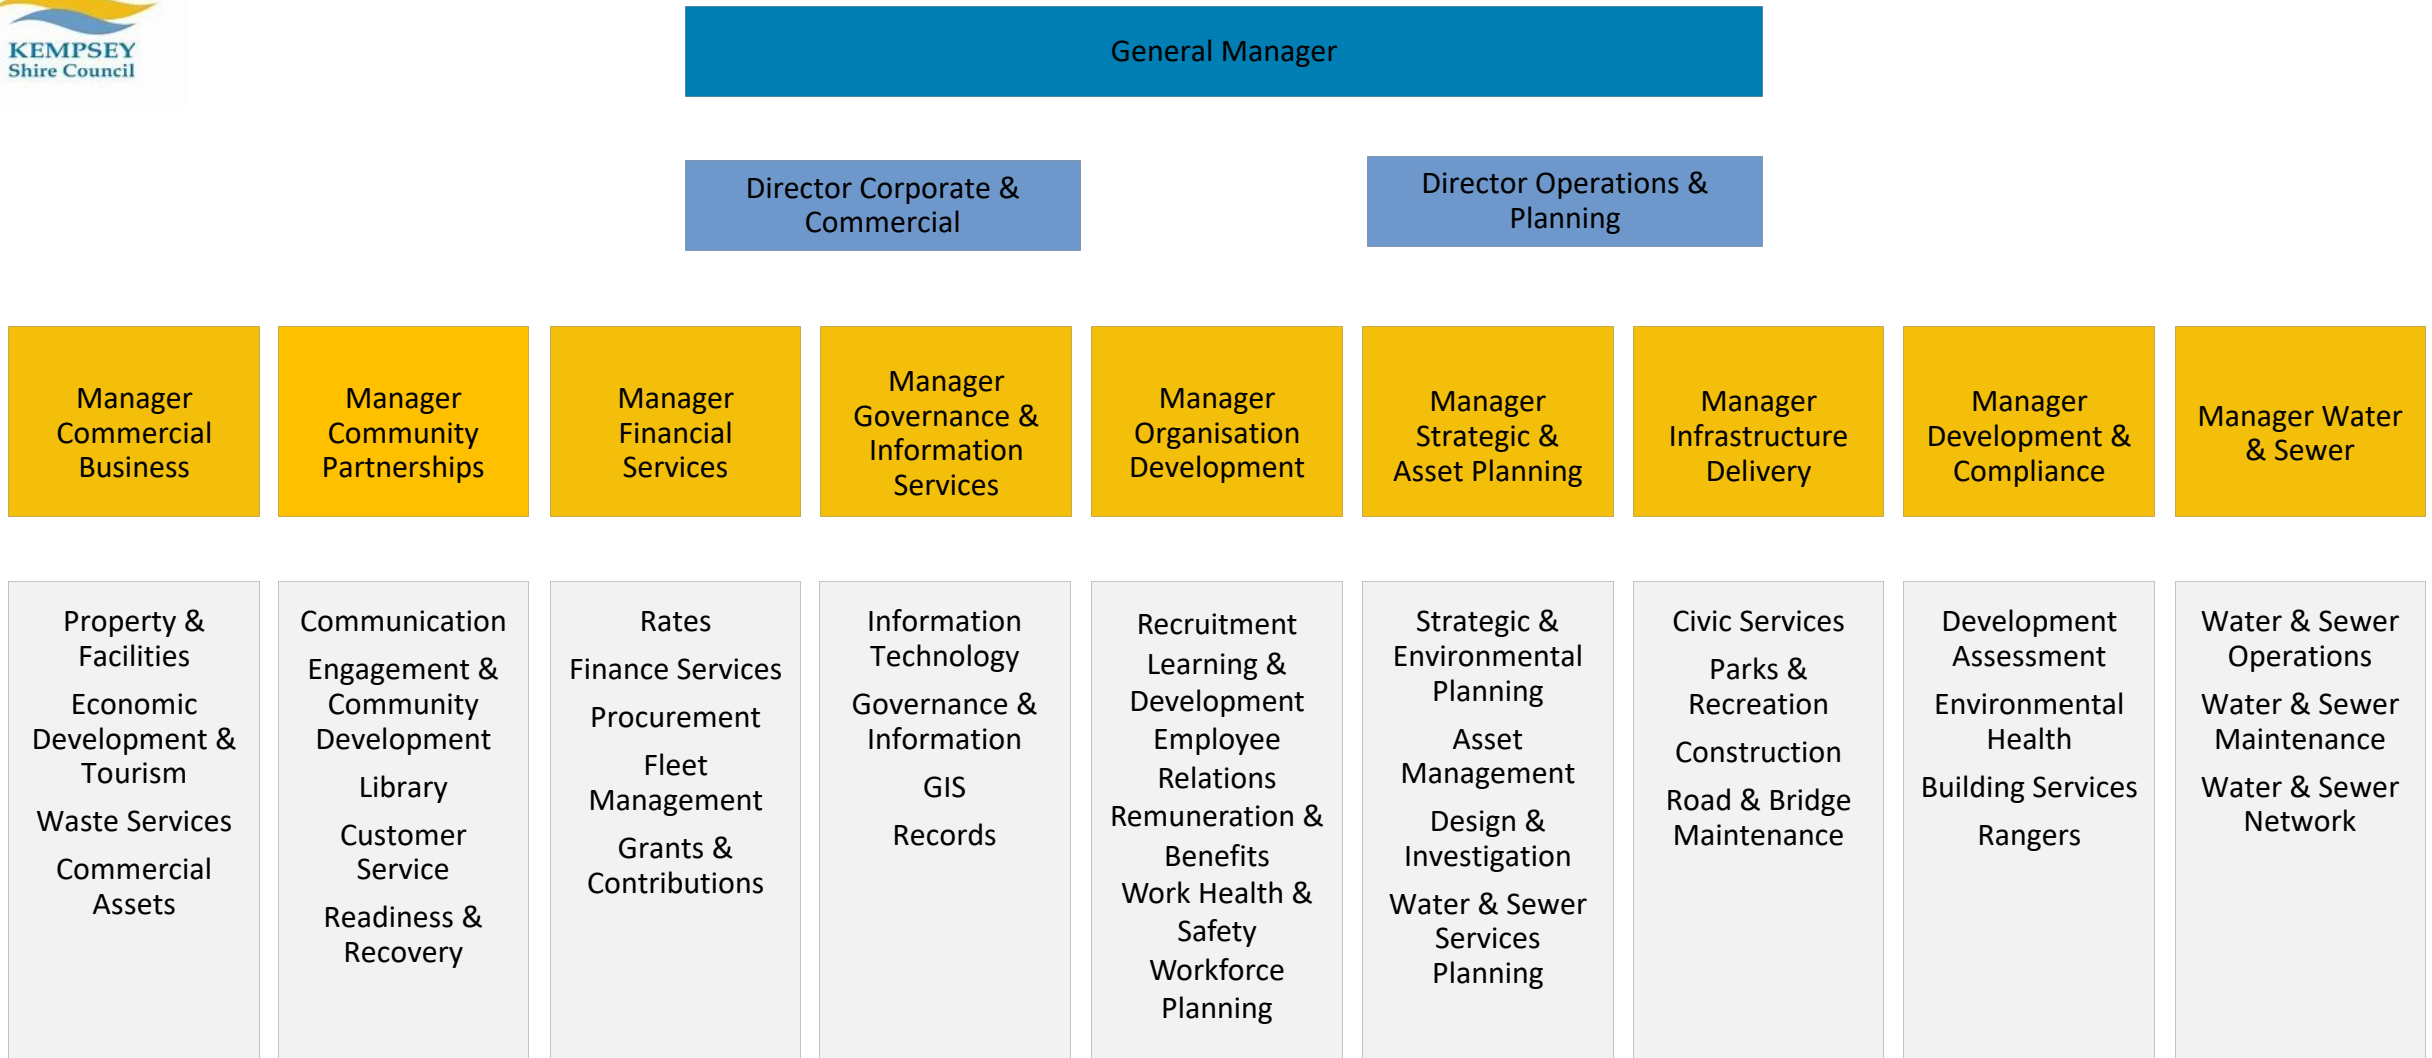 KEMPSEY
Shire Council
General Manager
Director Corporate &
Commercial
Director Operations &
Planning
Manager
Commercial
Business
Manager
Community
Partnerships
Manager
Financial
Services
Manager
Governance &
Information
Services
Manager
Organisation
Development
Manager
Strategic &
Asset Planning
Manager
Infrastructure
Delivery
Manager
Development &
Compliance
Manager Water
& Sewer
Property &
Facilities
Economic
Development &
Tourism
Waste Services
Commercial
Assets
Communication
Engagement &
Community
Development
Library
Customer
Service
Readiness &
Recovery
Rates
Finance Services
Procurement
Fleet
Management
Grants &
Contributions
Information
Technology
Governance &
Information
GIS
Records
Recruitment
Learning &
Development
Employee
Relations
Remuneration &
Benefits
Work Health &
Safety
Workforce
Planning
Strategic &
Environmental
Planning
Asset
Management
Design &
Investigation
Water & Sewer
Services
Planning
Civic Services
Parks &
Recreation
Construction
Road & Bridge
Maintenance
Development
Assessment
Environmental
Health
Building Services
Rangers
Water & Sewer
Operations
Water & Sewer
Maintenance
Water & Sewer
Network